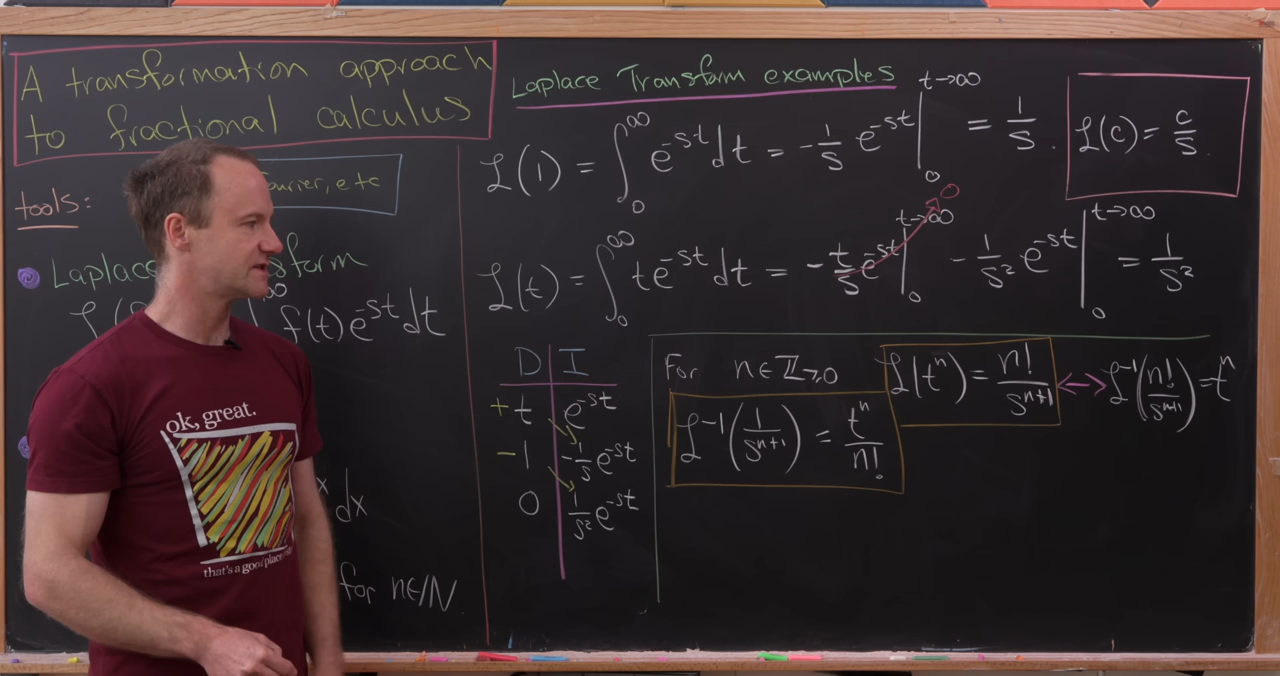 A transformation approach
to fractional calculus
tools:
Fourier, etc
Laplace
f(t)e^{-st}dt
dx
for n∈ℕ
ok, great.
that's a good place
Laplace Transform examples
ℒ(1) = ∫_0^∞ e^{-st}dt = -1/s e^{-st} |_0^{t→∞} = 1/s.
ℒ(c) = c/s.
ℒ(t) = ∫_0^∞ te^{-st}dt = -t/s e^{-st} |_0^{t→∞} 0 -1/s² e^{-st} |_0^{t→∞} = 1/s²
D | I
+ t e^{-st}
- 1 -1/s e^{-st}
0 1/s² e^{-st}
For n∈ℤ≥0 ℒ(t^n) = n!/s^{n+1} ↔ ℒ^{-1}(n!/s^{n+1}) = t^n
ℒ^{-1}(1/s^{n+1}) = t^n/n!